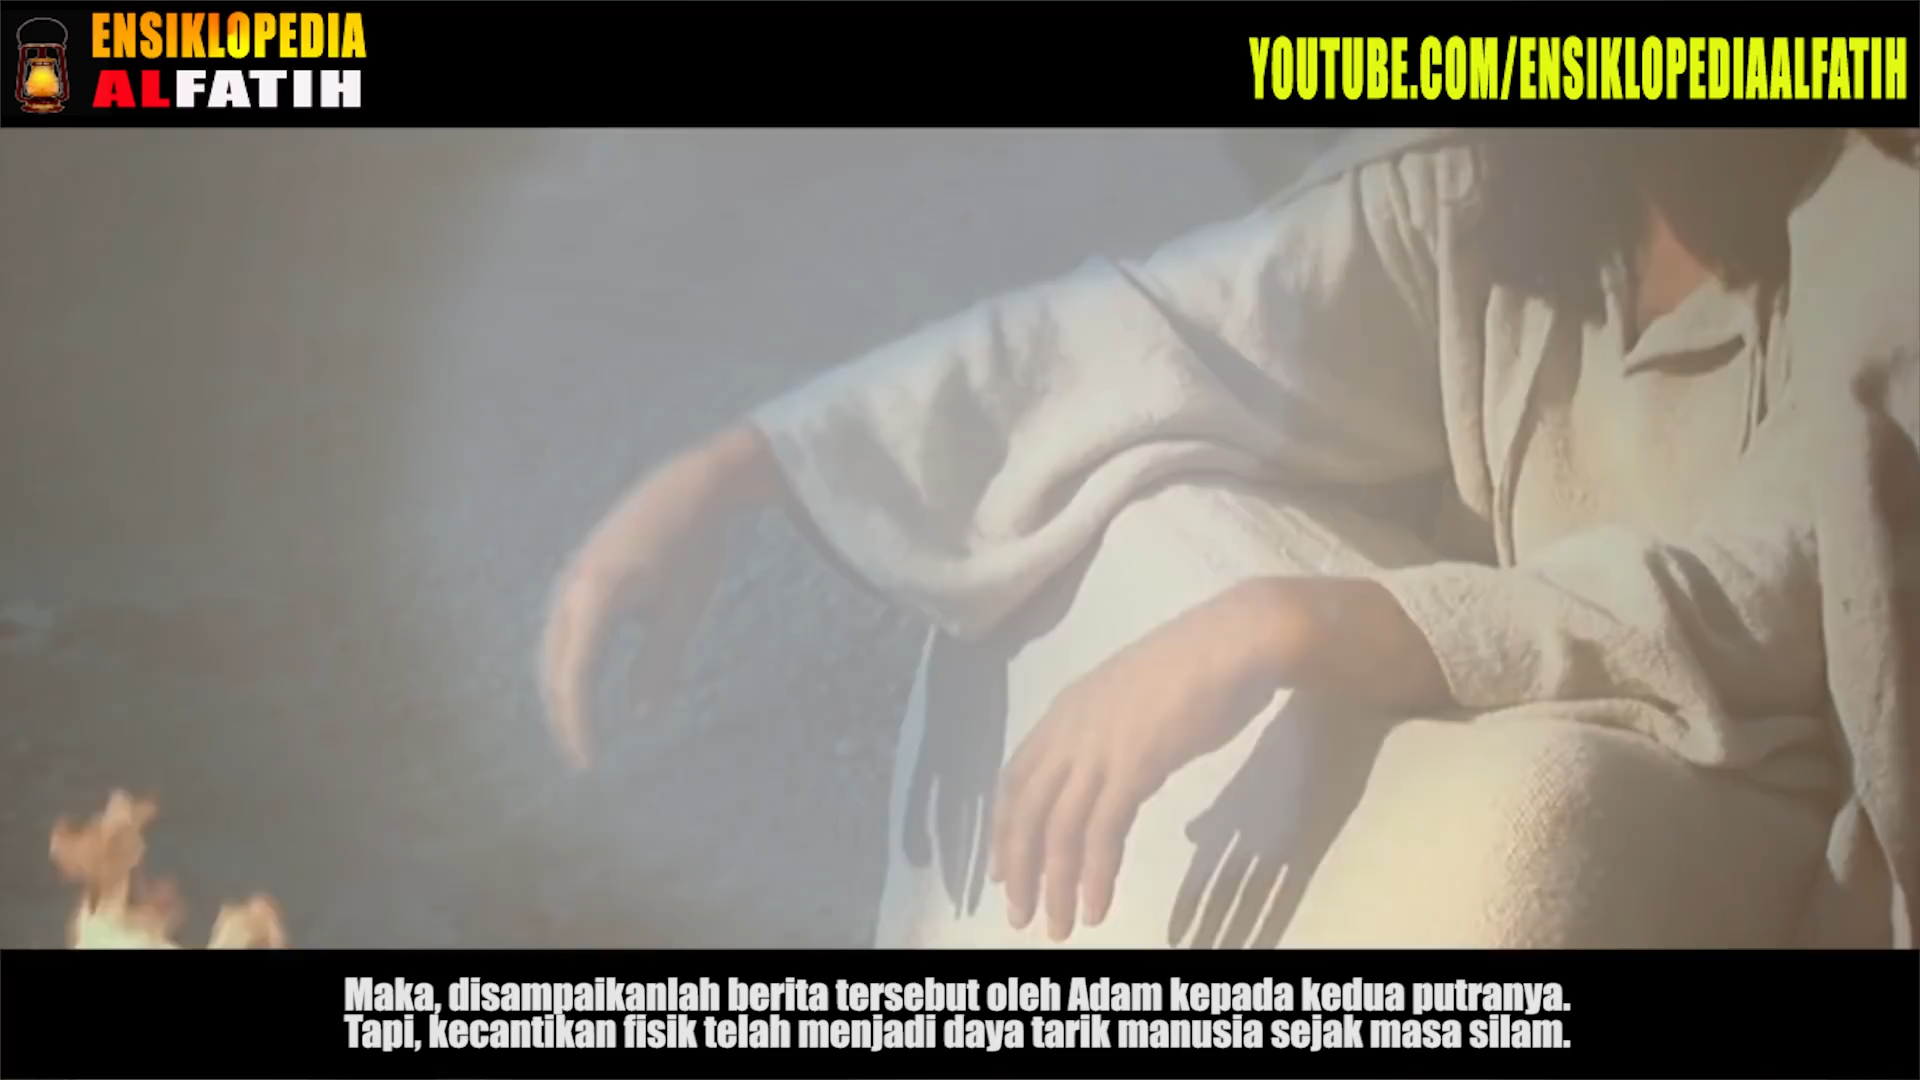 ENSIKLOPEDIA
ALFATIH
YOUTUBE.COM/ENSIKLOPEDIAALFATIH
Maka, disampaikanlah berita tersebut oleh Adam kepada kedua putranya.
Tapi, kecantikan fisik telah menjadi daya tarik manusia sejak masa silam.